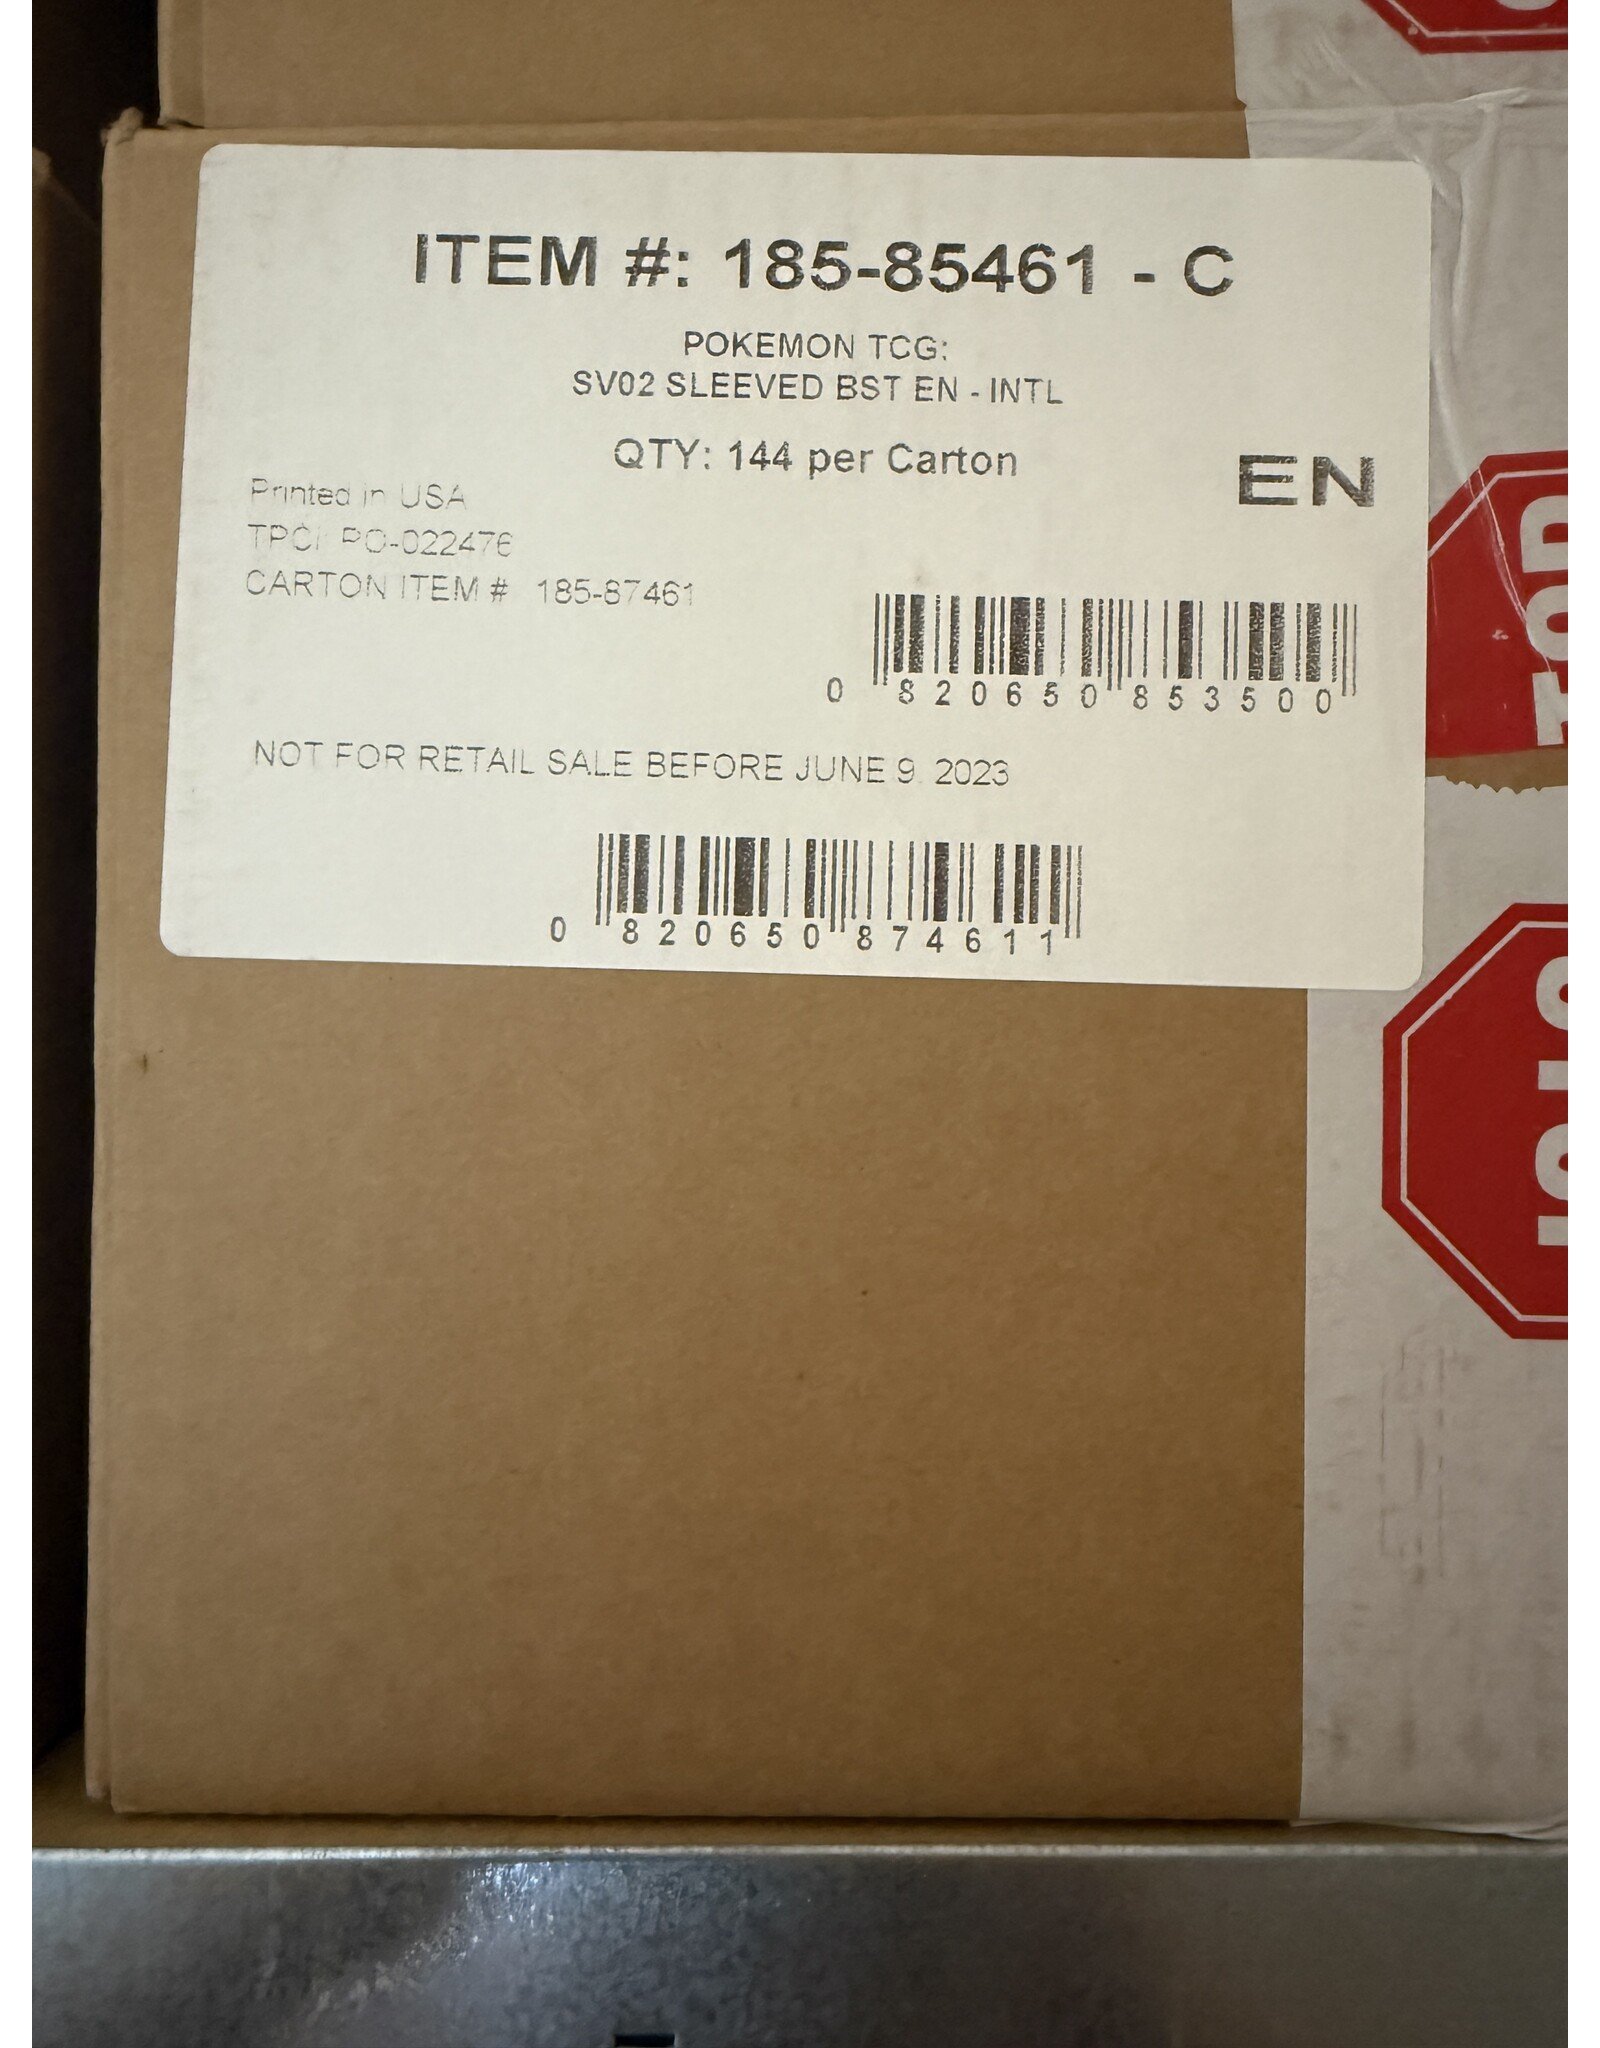 ITEM #: 185-85461 - C
POKEMON TCG:
SV02 SLEEVED BST EN - INTL
QTY: 144 per Carton
EN
Printed in USA
TPCI PO-022476
CARTON ITEM # 185-87461
0 820650 853500
NOT FOR RETAIL SALE BEFORE JUNE 9 2023
0 820650 874611